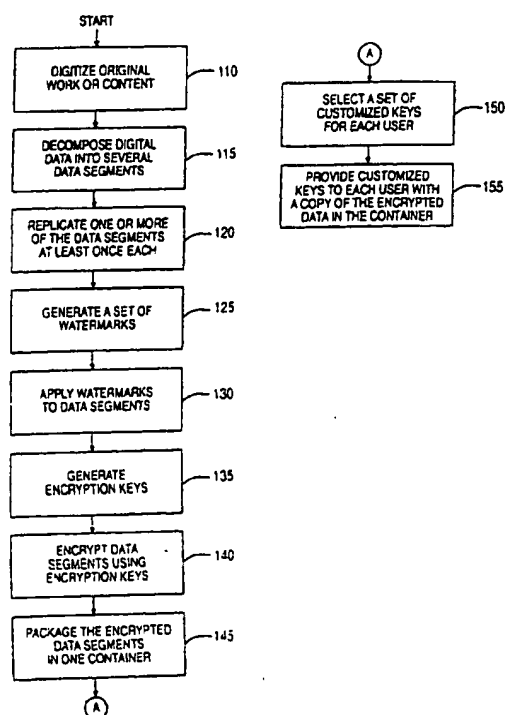 START
DIGITIZE ORIGINAL
WORK OR CONTENT
110
DECOMPOSE DIGITAL
DATA INTO SEVERAL
DATA SEGMENTS
115
REPLICATE ONE OR MORE
OF THE DATA SEGMENTS
AT LEAST ONCE EACH
120
GENERATE A SET OF
WATERMARKS
125
APPLY WATERMARKS
TO DATA SEGMENTS
130
GENERATE
ENCRYPTION KEYS
135
ENCRYPT DATA
SEGMENTS USING
ENCRYPTION KEYS
140
PACKAGE THE ENCRYPTED
DATA SEGMENTS
IN ONE CONTAINER
145
A
A
SELECT A SET OF
CUSTOMIZED KEYS
FOR EACH USER
150
PROVIDE CUSTOMIZED
KEYS TO EACH USER WITH
A COPY OF THE ENCRYPTED
DATA IN THE CONTAINER
155